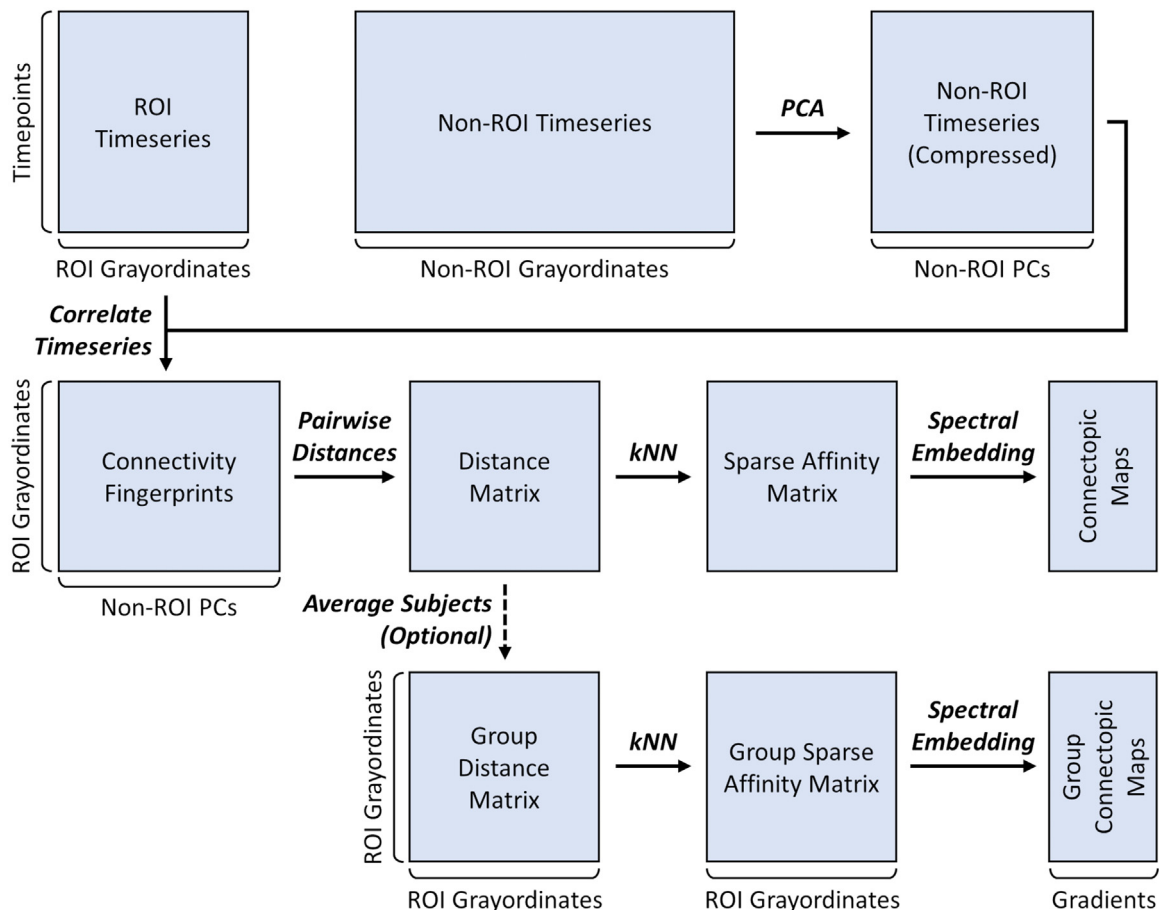 Timepoints
ROI
Timeseries
ROI Grayordinates
Non-ROI Timeseries
Non-ROI Grayordinates
PCA
Non-ROI
Timeseries
(Compressed)
Non-ROI PCs
Correlate
Timeseries
ROI Grayordinates
Connectivity
Fingerprints
Non-ROI PCs
Pairwise
Distances
Distance
Matrix
kNN
Sparse Affinity
Matrix
Spectral
Embedding
Connectopic
Maps
Average Subjects
(Optional)
ROI Grayordinates
Group
Distance
Matrix
ROI Grayordinates
kNN
Group Sparse
Affinity Matrix
ROI Grayordinates
Spectral
Embedding
Group
Connectopic
Maps
Gradients